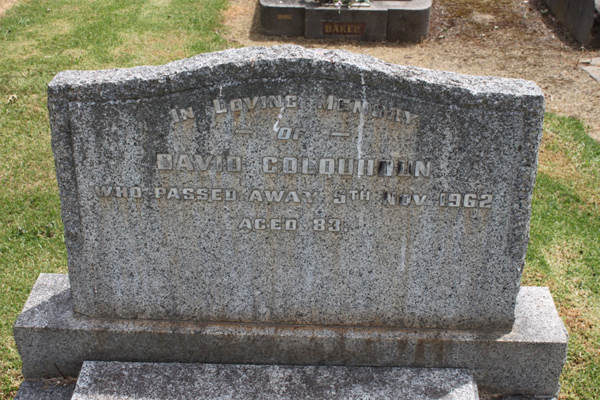 BAKER
IN LOVING MEMORY
— OF —
DAVID COLQUHOUN
WHO PASSED AWAY 5TH NOV. 1962
AGED 83.